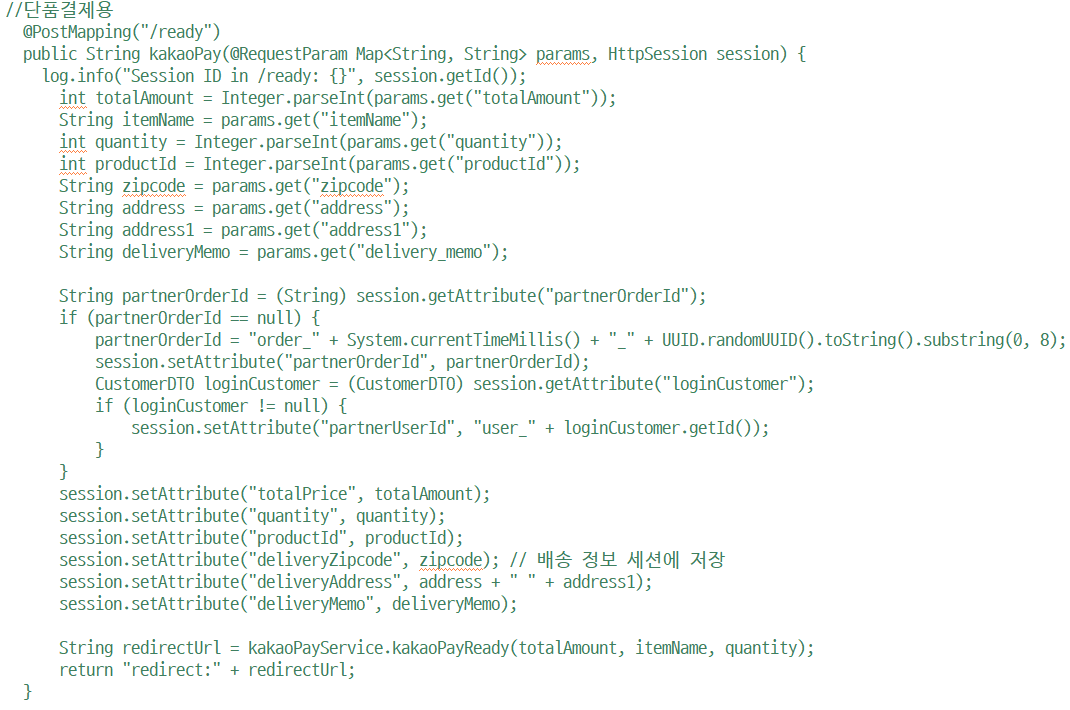 //단품결제용
@PostMapping("/ready")
public String kakaoPay(@RequestParam Map<String, String> params, HttpSession session) {
log.info("Session ID in /ready: {}", session.getId());
int totalAmount = Integer.parseInt(params.get("totalAmount"));
String itemName = params.get("itemName");
int quantity = Integer.parseInt(params.get("quantity"));
int productId = Integer.parseInt(params.get("productId"));
String zipcode = params.get("zipcode");
String address = params.get("address");
String address1 = params.get("address1");
String deliveryMemo = params.get("delivery_memo");
String partnerOrderId = (String) session.getAttribute("partnerOrderId");
if (partnerOrderId == null) {
partnerOrderId = "order_" + System.currentTimeMillis() + "_" + UUID.randomUUID().toString().substring(0, 8);
session.setAttribute("partnerOrderId", partnerOrderId);
CustomerDTO loginCustomer = (CustomerDTO) session.getAttribute("loginCustomer");
if (loginCustomer != null) {
session.setAttribute("partnerUserId", "user_" + loginCustomer.getId());
}
}
session.setAttribute("totalPrice", totalAmount);
session.setAttribute("quantity", quantity);
session.setAttribute("productId", productId);
session.setAttribute("deliveryZipcode", zipcode); // 배송 정보 세션에 저장
session.setAttribute("deliveryAddress", address + " " + address1);
session.setAttribute("deliveryMemo", deliveryMemo);
String redirectUrl = kakaoPayService.kakaoPayReady(totalAmount, itemName, quantity);
return "redirect:" + redirectUrl;
}